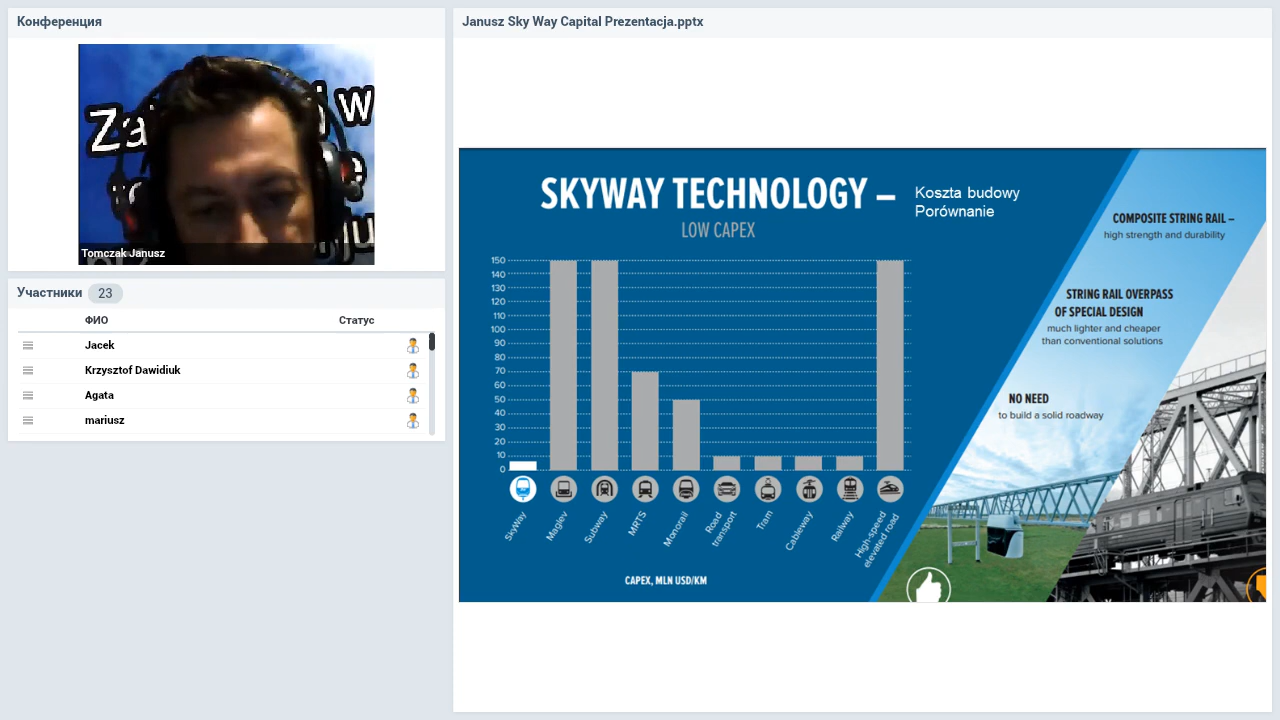 Конференция
Za
i w
Tomczak Janusz
Участники 23
ФИО Статус
Jacek
Krzysztof Dawidiuk
Agata
mariusz
Janusz Sky Way Capital Prezentacja.pptx
SKYWAY TECHNOLOGY –
Koszta budowy
Porównanie
LOW CAPEX
150
140
130
120
110
100
90
80
70
60
50
40
30
20
10
0
SkyWay
Maglev
Subway
MRTS
Monorail
Road
transport
Tram
Cableway
Railway
High-speed
elevated road
CAPEX, MLN USD/KM
COMPOSITE STRING RAIL –
high strength and durability
STRING RAIL OVERPASS
OF SPECIAL DESIGN
much lighter and cheaper
than conventional solutions
NO NEED
to build a solid roadway